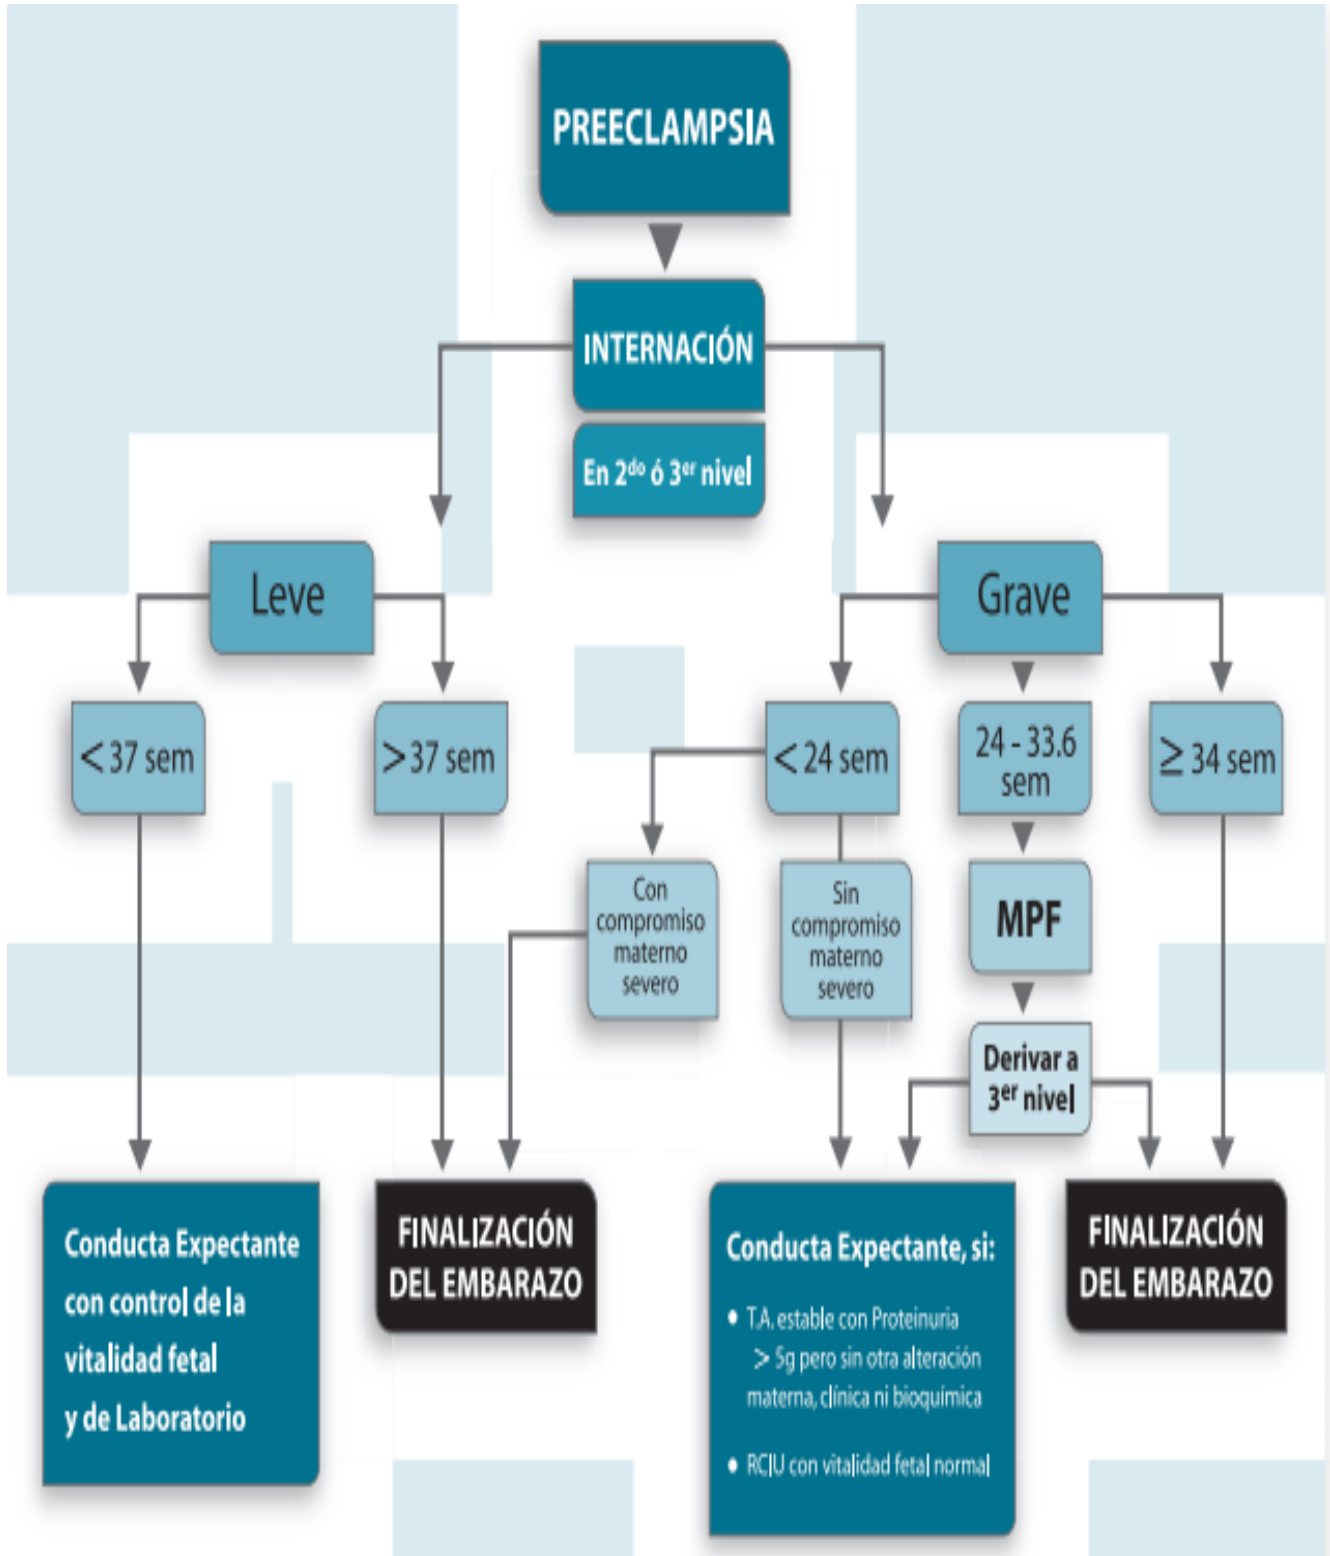 PREECLAMPSIA
INTERNACIÓN
En 2do ó 3er nivel
Leve
Grave
< 37 sem
> 37 sem
< 24 sem
24 - 33.6
sem
≥ 34 sem
Con
compromiso
materno
severo
Sin
compromiso
materno
severo
MPF
Derivar a
3er nivel
Conducta Expectante
con control de la
vitalidad fetal
y de Laboratorio
FINALIZACIÓN
DEL EMBARAZO
Conducta Expectante, si:
• T.A. estable con Proteinuria
> 5g pero sin otra alteración
materna, clínica ni bioquímica
• RCIU con vitalidad fetal normal
FINALIZACIÓN
DEL EMBARAZO